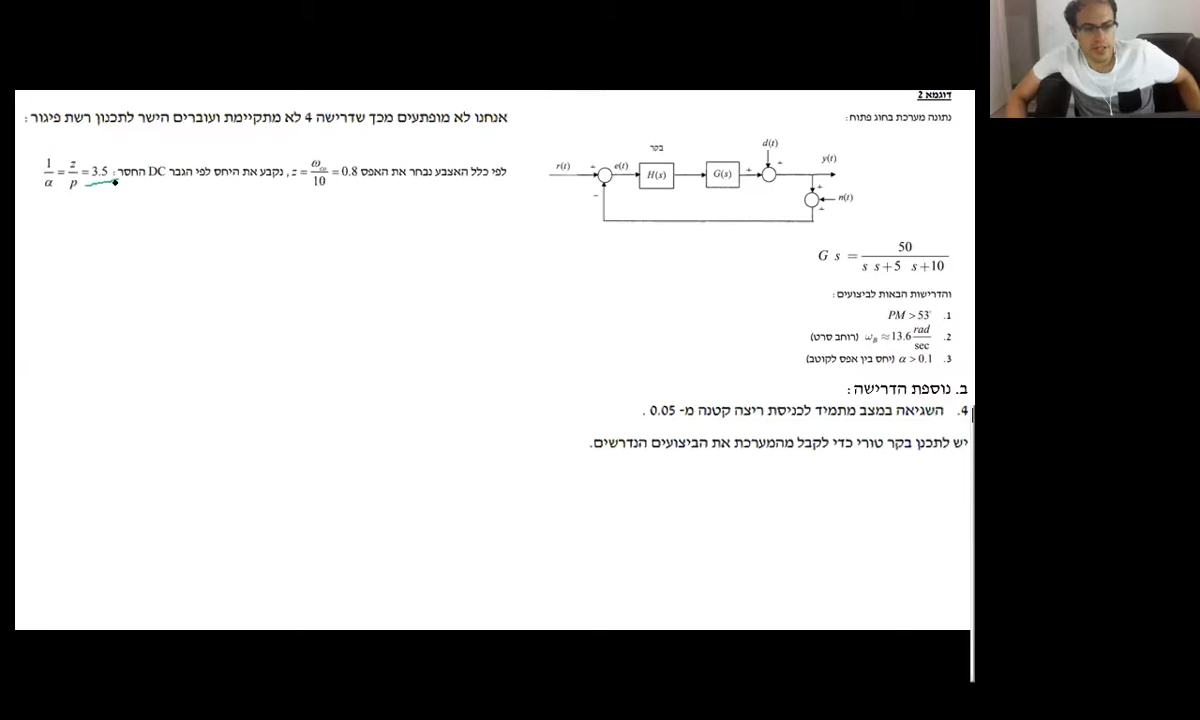 דוגמא 2
נתונה מערכת בחוג פתוח:
בקר
r(t) + e(t) H(s) G(s) + d(t) + y(t)
− + n(t)
+
G s = 50 / s s+5 s+10
והדרישות הבאות לביצועים:
1. PM > 53°
2. ω_B ≈ 13.6 rad/sec (רוחב סרט)
3. α > 0.1 (יחס בין אפס לקוטב)
ב. נוספת הדרישה:
4. השגיאה במצב מתמיד לכניסת ריצה קטנה מ- 0.05 .
יש לתכנן בקר טורי כדי לקבל מהמערכת את הביצועים הנדרשים.
אנחנו לא מופתעים מכך שדרישה 4 לא מתקיימת ועוברים הישר לתכנון רשת פיגור:
לפי כלל האצבע נבחר את האפס z = ω_co/10 = 0.8, נקבע את היחס לפי הגבר DC החסר: 1/α = z/p = 3.5